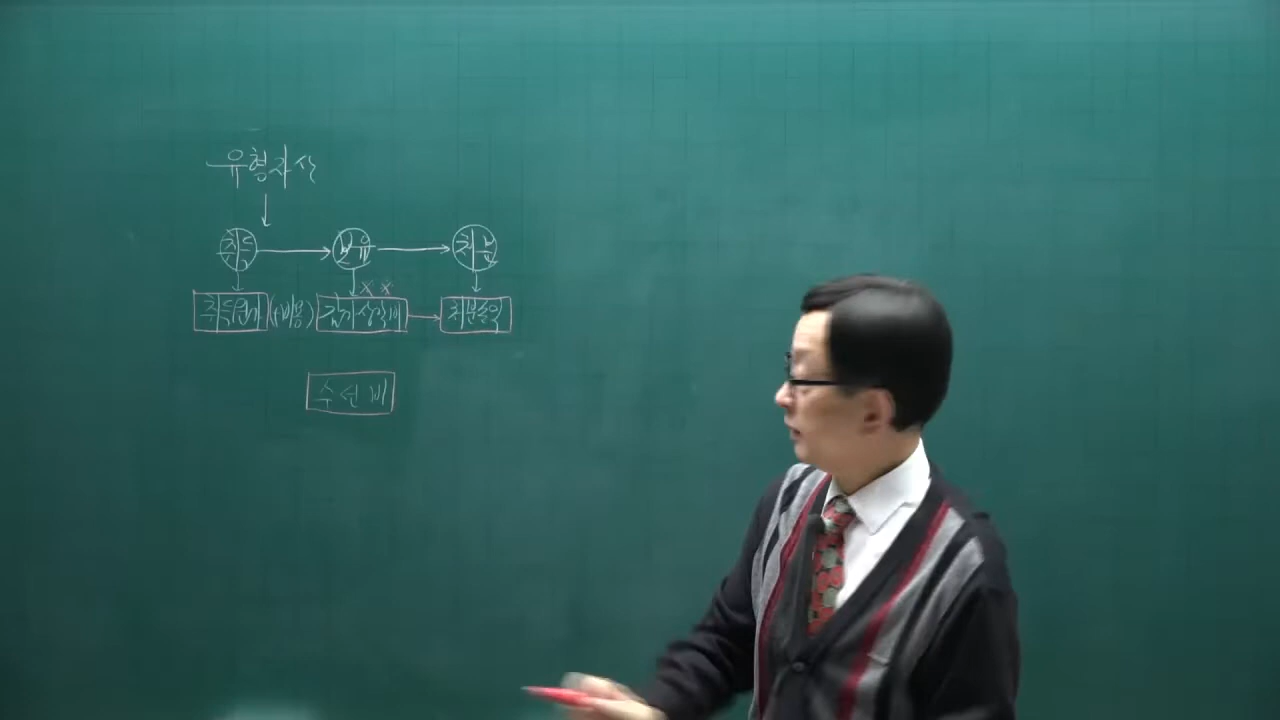 유형자산
↓
취득 → 보유 → 처분
취득원가 (+비용) 감가상각비 → 처분손익
수선비